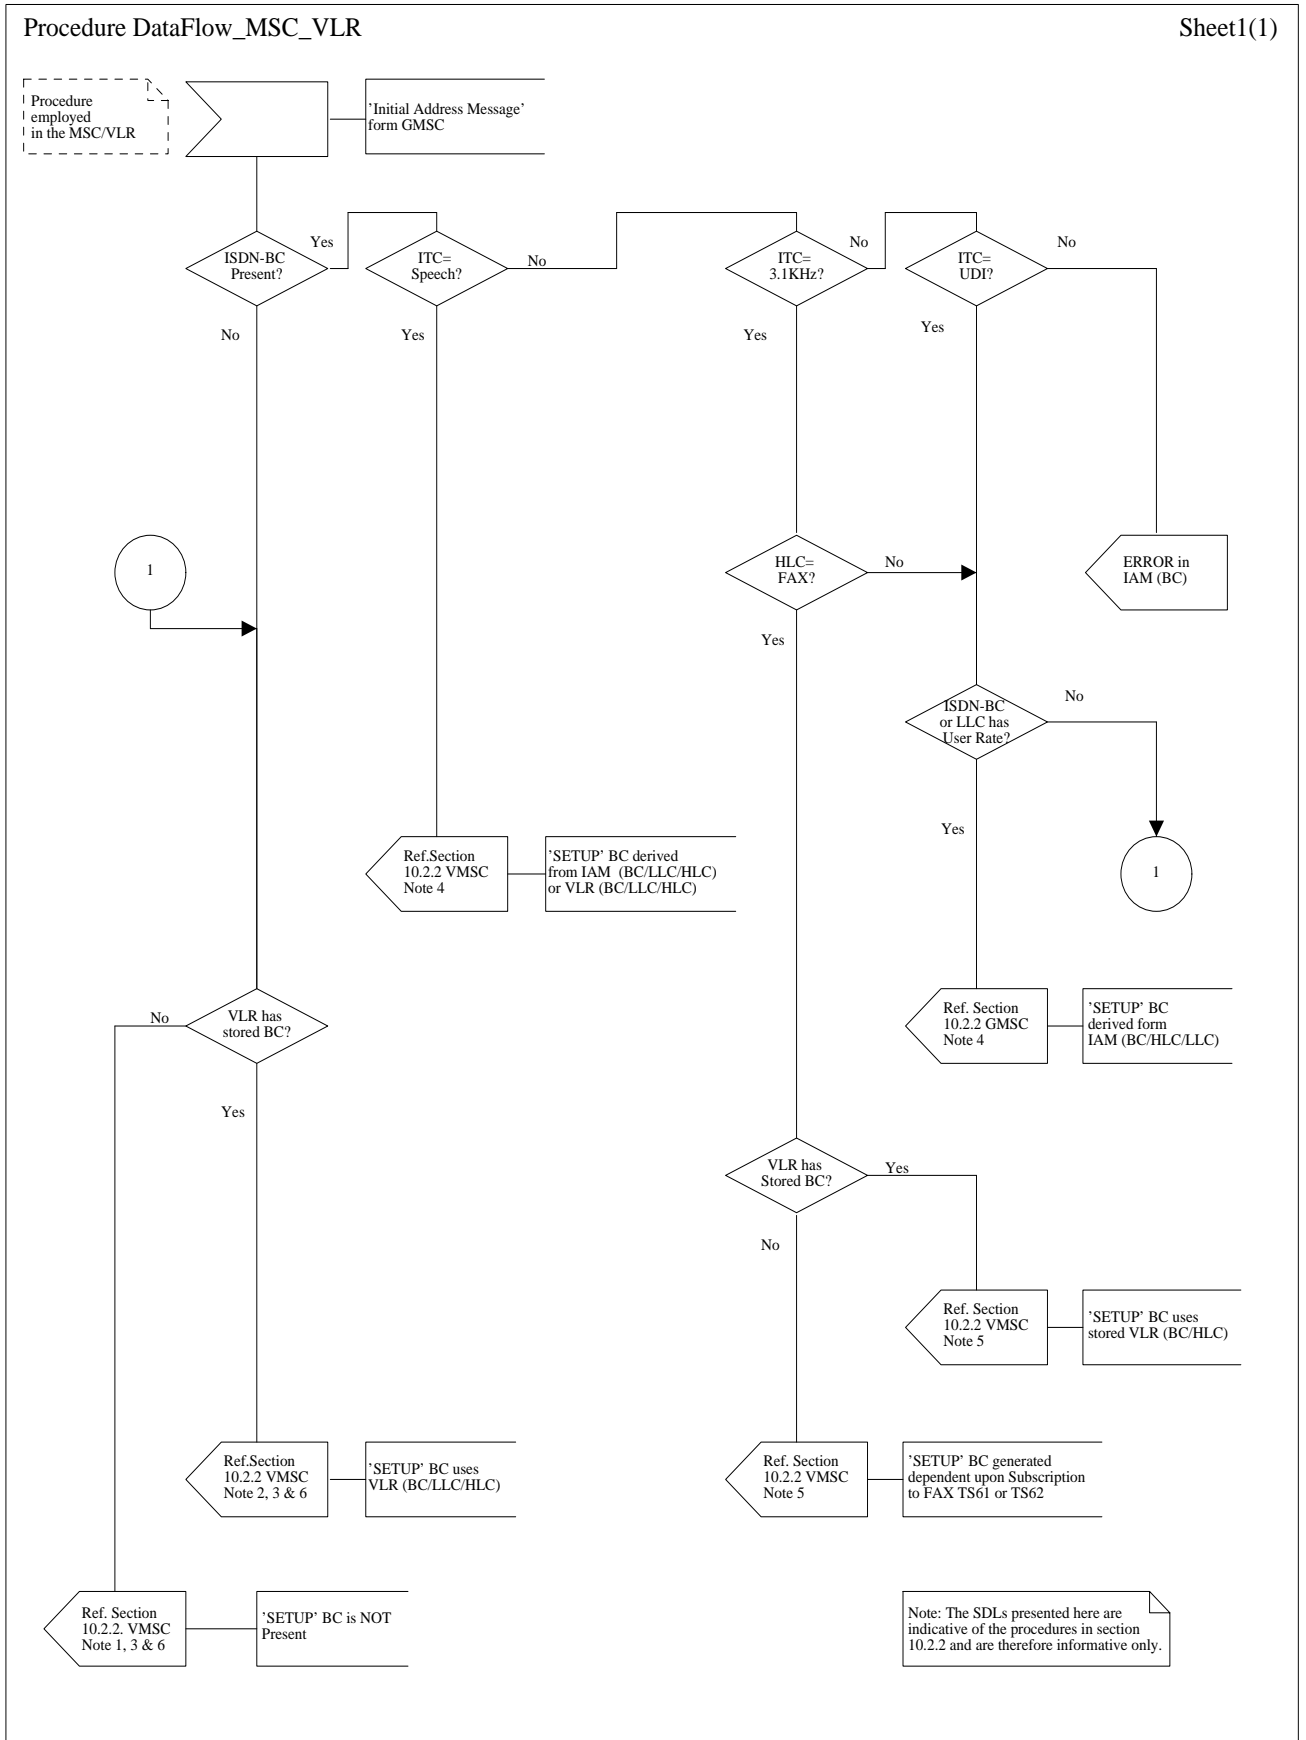 Procedure DataFlow_MSC_VLR
Sheet1(1)
Procedure
employed
in the MSC/VLR
'Initial Address Message'
form GMSC
ISDN-BC
Present?
Yes
No
ITC=
Speech?
No
Yes
ITC=
3.1KHz?
No
Yes
ITC=
UDI?
No
Yes
1
HLC=
FAX?
No
Yes
ERROR in
IAM (BC)
ISDN-BC
or LLC has
User Rate?
No
Yes
Ref.Section
10.2.2 VMSC
Note 4
'SETUP' BC derived
from IAM (BC/LLC/HLC)
or VLR (BC/LLC/HLC)
1
VLR has
stored BC?
No
Yes
Ref. Section
10.2.2 GMSC
Note 4
'SETUP' BC
derived form
IAM (BC/HLC/LLC)
VLR has
Stored BC?
Yes
No
Ref. Section
10.2.2 VMSC
Note 5
'SETUP' BC uses
stored VLR (BC/HLC)
Ref.Section
10.2.2 VMSC
Note 2, 3 & 6
'SETUP' BC uses
VLR (BC/LLC/HLC)
Ref. Section
10.2.2 VMSC
Note 5
'SETUP' BC generated
dependent upon Subscription
to FAX TS61 or TS62
Ref. Section
10.2.2. VMSC
Note 1, 3 & 6
'SETUP' BC is NOT
Present
Note: The SDLs presented here are
indicative of the procedures in section
10.2.2 and are therefore informative only.